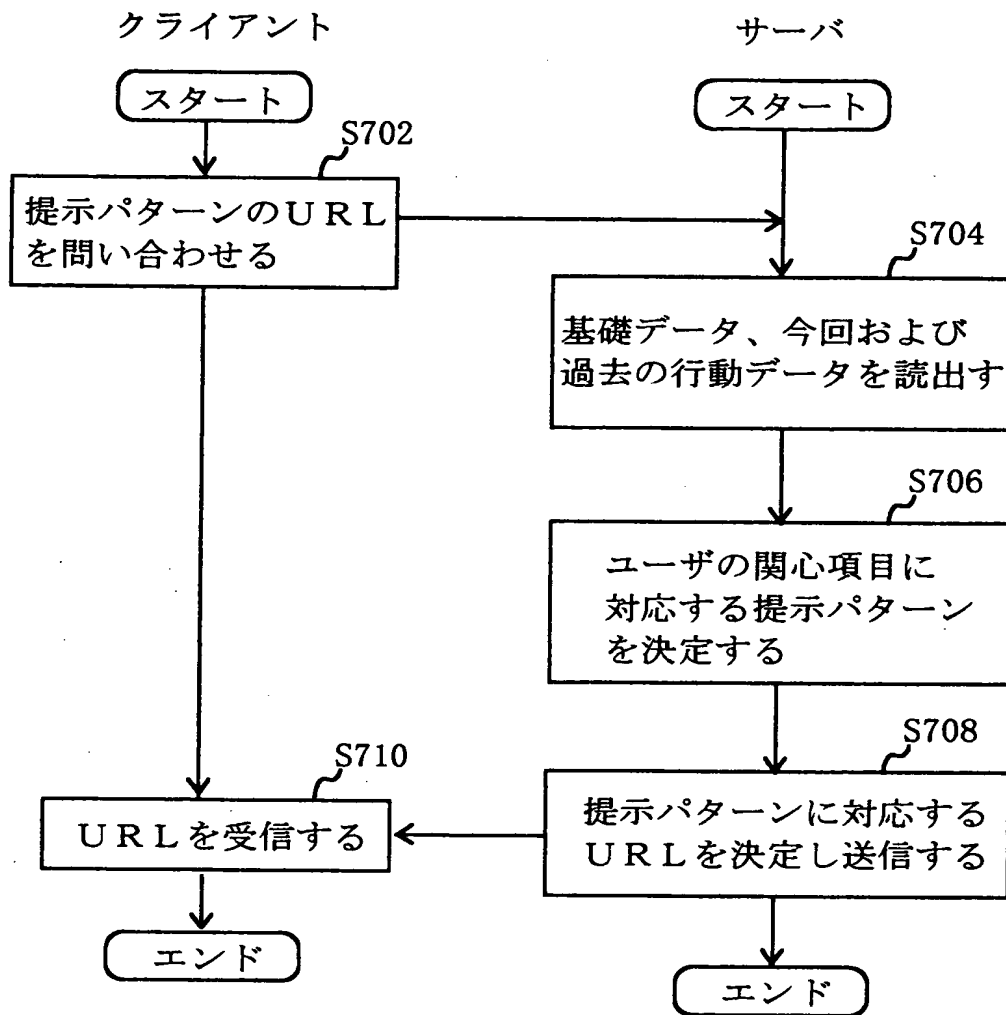 クライアント
サーバ
スタート
スタート
S702
提示パターンのURL
を問い合わせる
S704
基礎データ、今回および
過去の行動データを読出す
S706
ユーザの関心項目に
対応する提示パターン
を決定する
S708
提示パターンに対応する
URLを決定し送信する
S710
URLを受信する
エンド
エンド